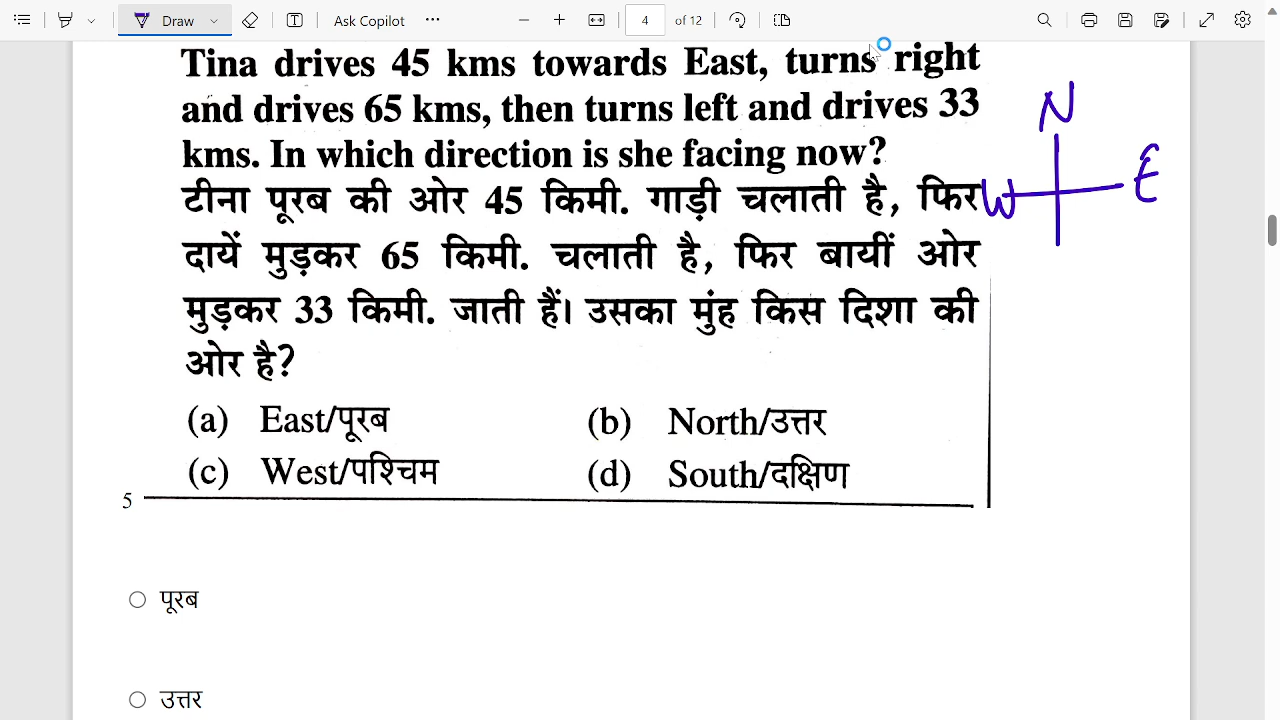 Draw
Ask Copilot
4 of 12
Tina drives 45 kms towards East, turns right
and drives 65 kms, then turns left and drives 33
kms. In which direction is she facing now?
टीना पूरब की ओर 45 किमी. गाड़ी चलाती है, फिर
दायें मुड़कर 65 किमी. चलाती है, फिर बायीं ओर
मुड़कर 33 किमी. जाती हैं। उसका मुंह किस दिशा की
ओर है?
(a) East/पूरब (b) North/उत्तर
(c) West/पश्चिम (d) South/दक्षिण
5
N
W E
पूरब
उत्तर